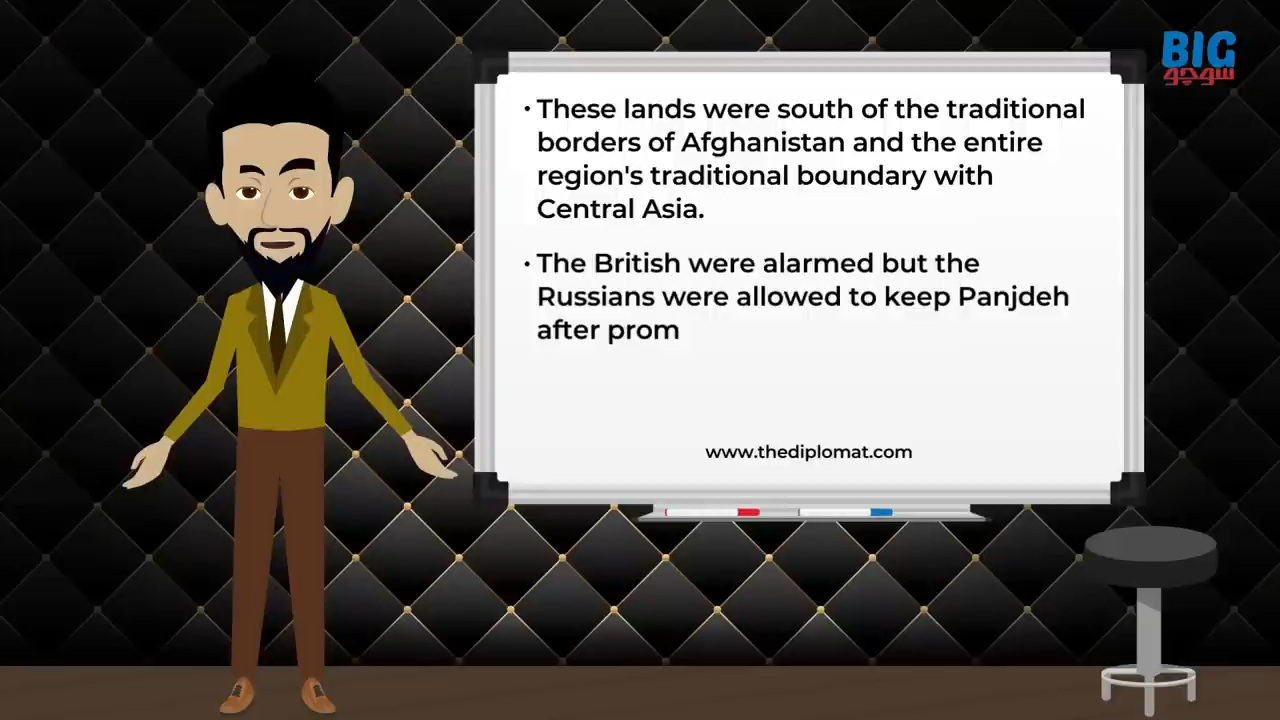 BIG
سوچو
• These lands were south of the traditional
borders of Afghanistan and the entire
region's traditional boundary with
Central Asia.
• The British were alarmed but the
Russians were allowed to keep Panjdeh
after prom
www.thediplomat.com